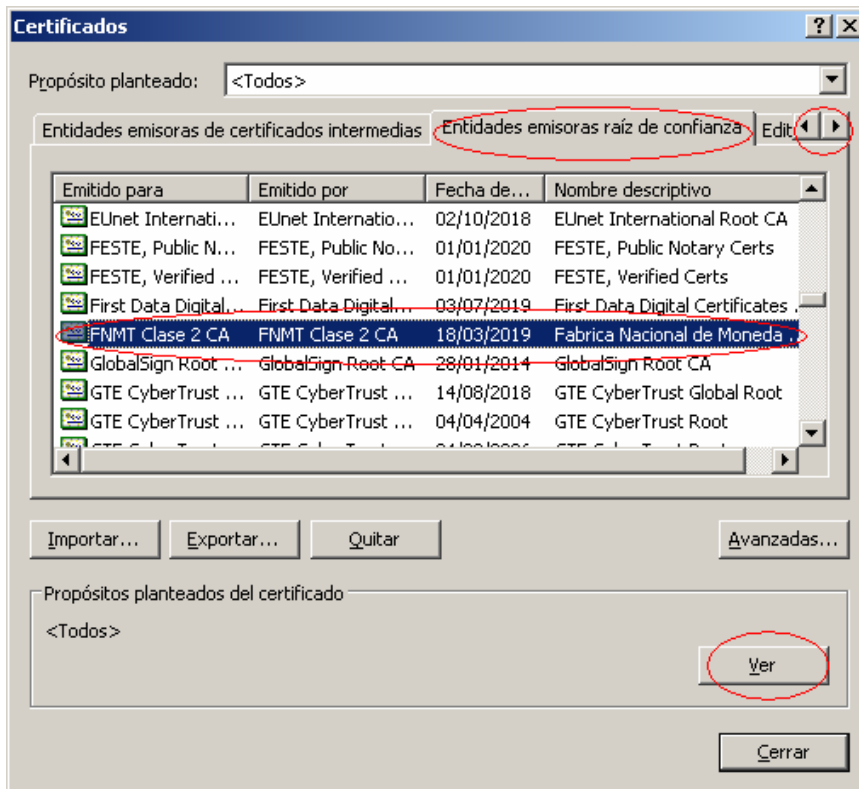 Certificados
Propósito planteado: <Todos>
Entidades emisoras de certificados intermedias Entidades emisoras raíz de confianza Edit
Emitido para Emitido por Fecha de... Nombre descriptivo
EUnet Internati... EUnet Internatio... 02/10/2018 EUnet International Root CA
FESTE, Public N... FESTE, Public No... 01/01/2020 FESTE, Public Notary Certs
FESTE, Verified ... FESTE, Verified ... 01/01/2020 FESTE, Verified Certs
First Data Digital... First Data Digital... 03/07/2019 First Data Digital Certificates .
FNMT Clase 2 CA FNMT Clase 2 CA 18/03/2019 Fabrica Nacional de Moneda ..
GlobalSign Root ... GlobalSign Root CA 28/01/2014 GlobalSign Root CA
GTE CyberTrust ... GTE CyberTrust ... 14/08/2018 GTE CyberTrust Global Root
GTE CyberTrust ... GTE CyberTrust ... 04/04/2004 GTE CyberTrust Root
Importar... Exportar... Quitar Avanzadas...
Propósitos planteados del certificado
<Todos>
Ver
Cerrar